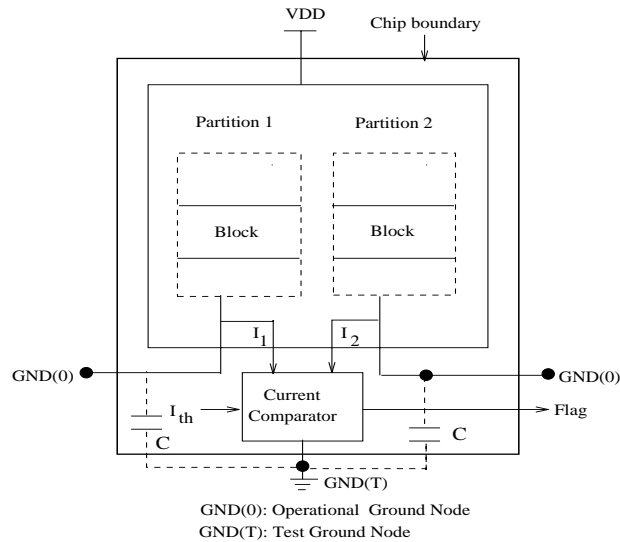 VDD
Chip boundary
Partition 1
Partition 2
Block
Block
I1
I2
GND(0)
GND(0)
Current
Comparator
Ith
Flag
C
C
GND(T)
GND(0): Operational Ground Node
GND(T): Test Ground Node